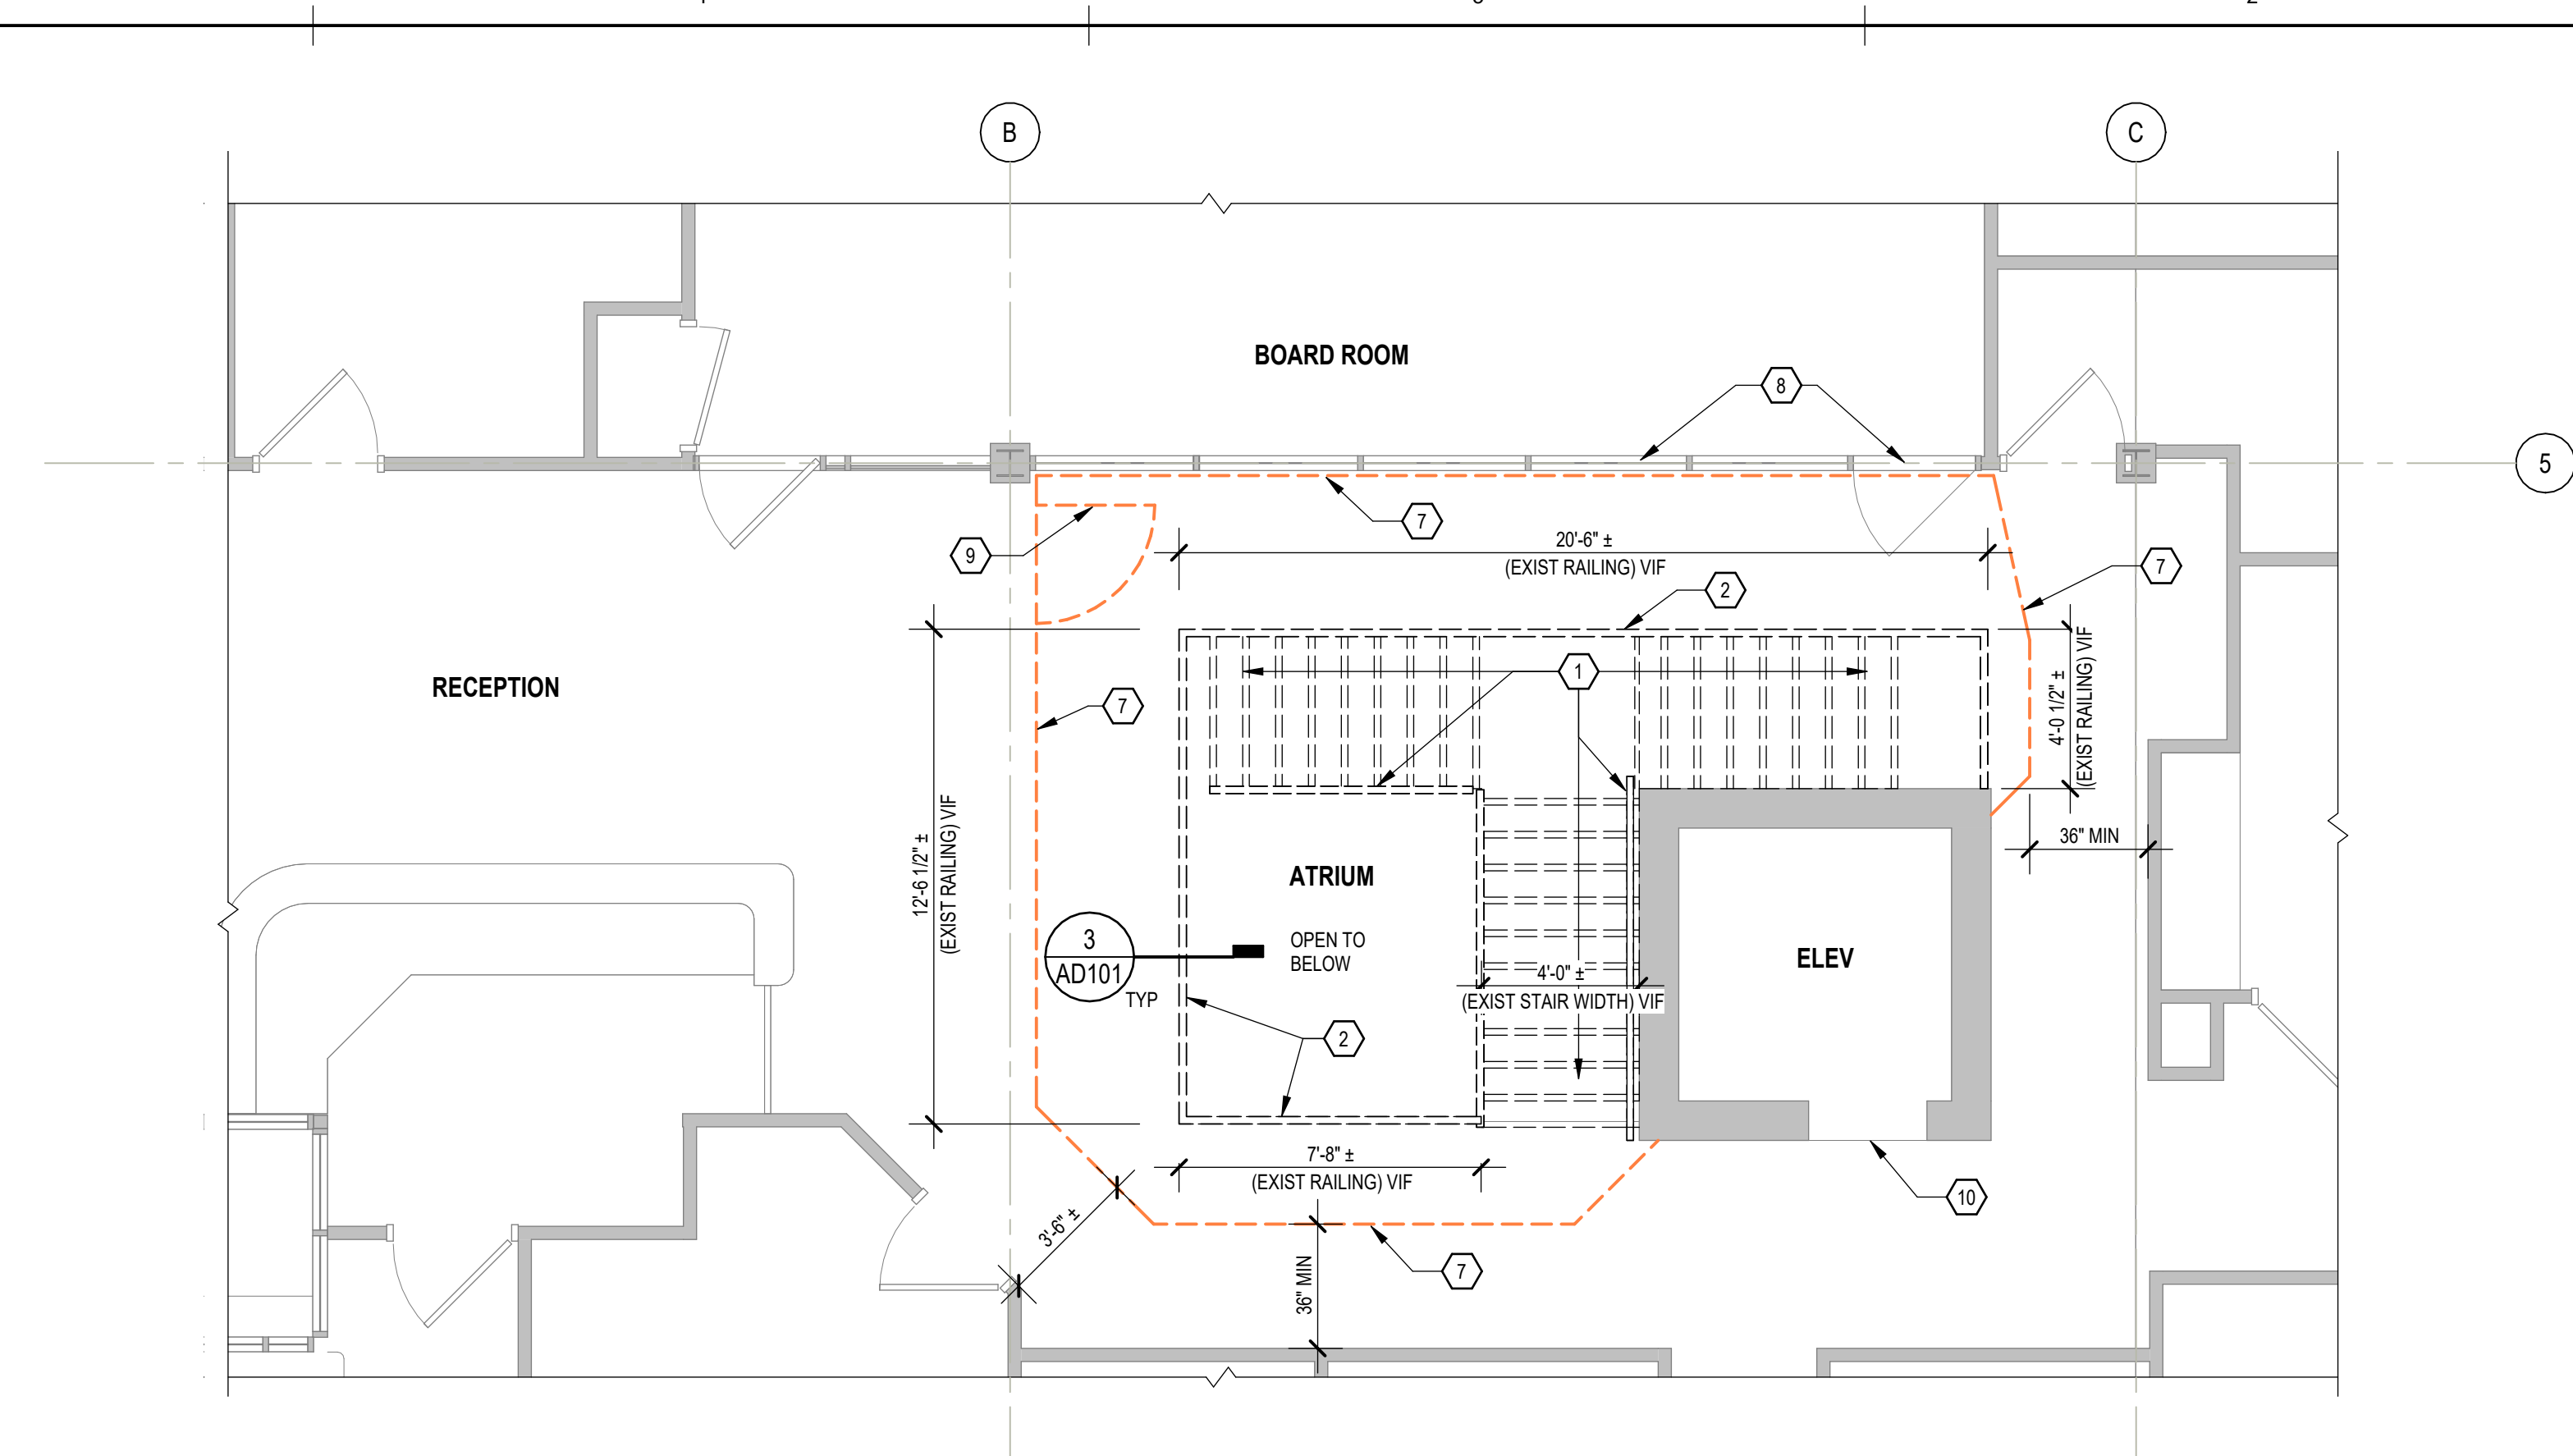 B
C
BOARD ROOM
8
5
7
9
20'-6" ±
(EXIST RAILING) VIF
7
2
1
RECEPTION
7
4'-0 1/2" ±
(EXIST RAILING) VIF
36" MIN
12'-6 1/2" ±
(EXIST RAILING) VIF
ATRIUM
3
AD101
TYP
OPEN TO
BELOW
ELEV
4'-0" ±
(EXIST STAIR WIDTH) VIF
2
7'-8" ±
(EXIST RAILING) VIF
10
3'-6" ±
7
36" MIN